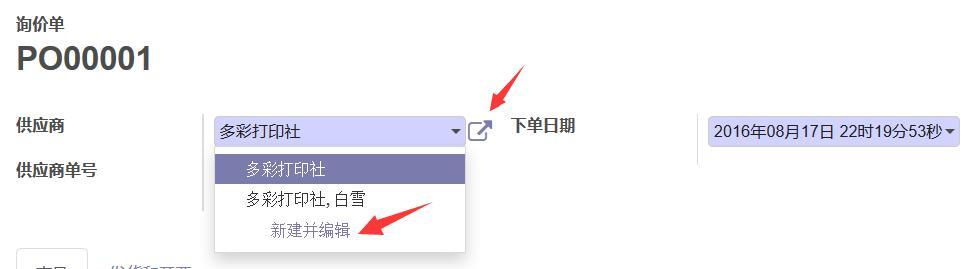 询价单
PO00001
供应商 多彩打印社 下单日期 2016年08月17日 22时19分53秒
供应商单号 多彩打印社
多彩打印社, 白雪
新建并编辑